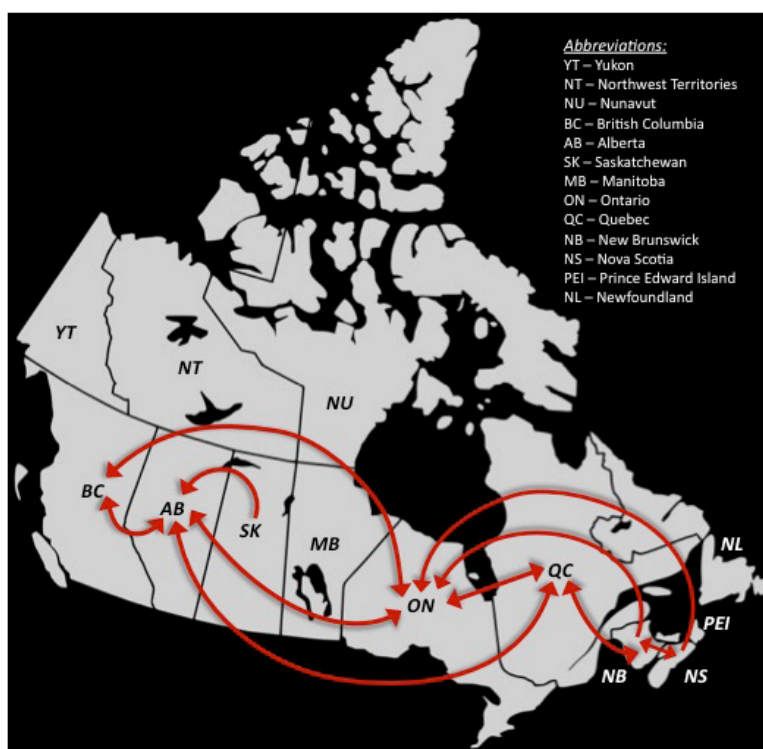 Abbreviations:
YT – Yukon
NT – Northwest Territories
NU – Nunavut
BC – British Columbia
AB – Alberta
SK – Saskatchewan
MB – Manitoba
ON – Ontario
QC – Quebec
NB – New Brunswick
NS – Nova Scotia
PEI – Prince Edward Island
NL – Newfoundland
YT
NT
NU
BC
AB
SK
MB
ON
QC
NL
PEI
NB
NS